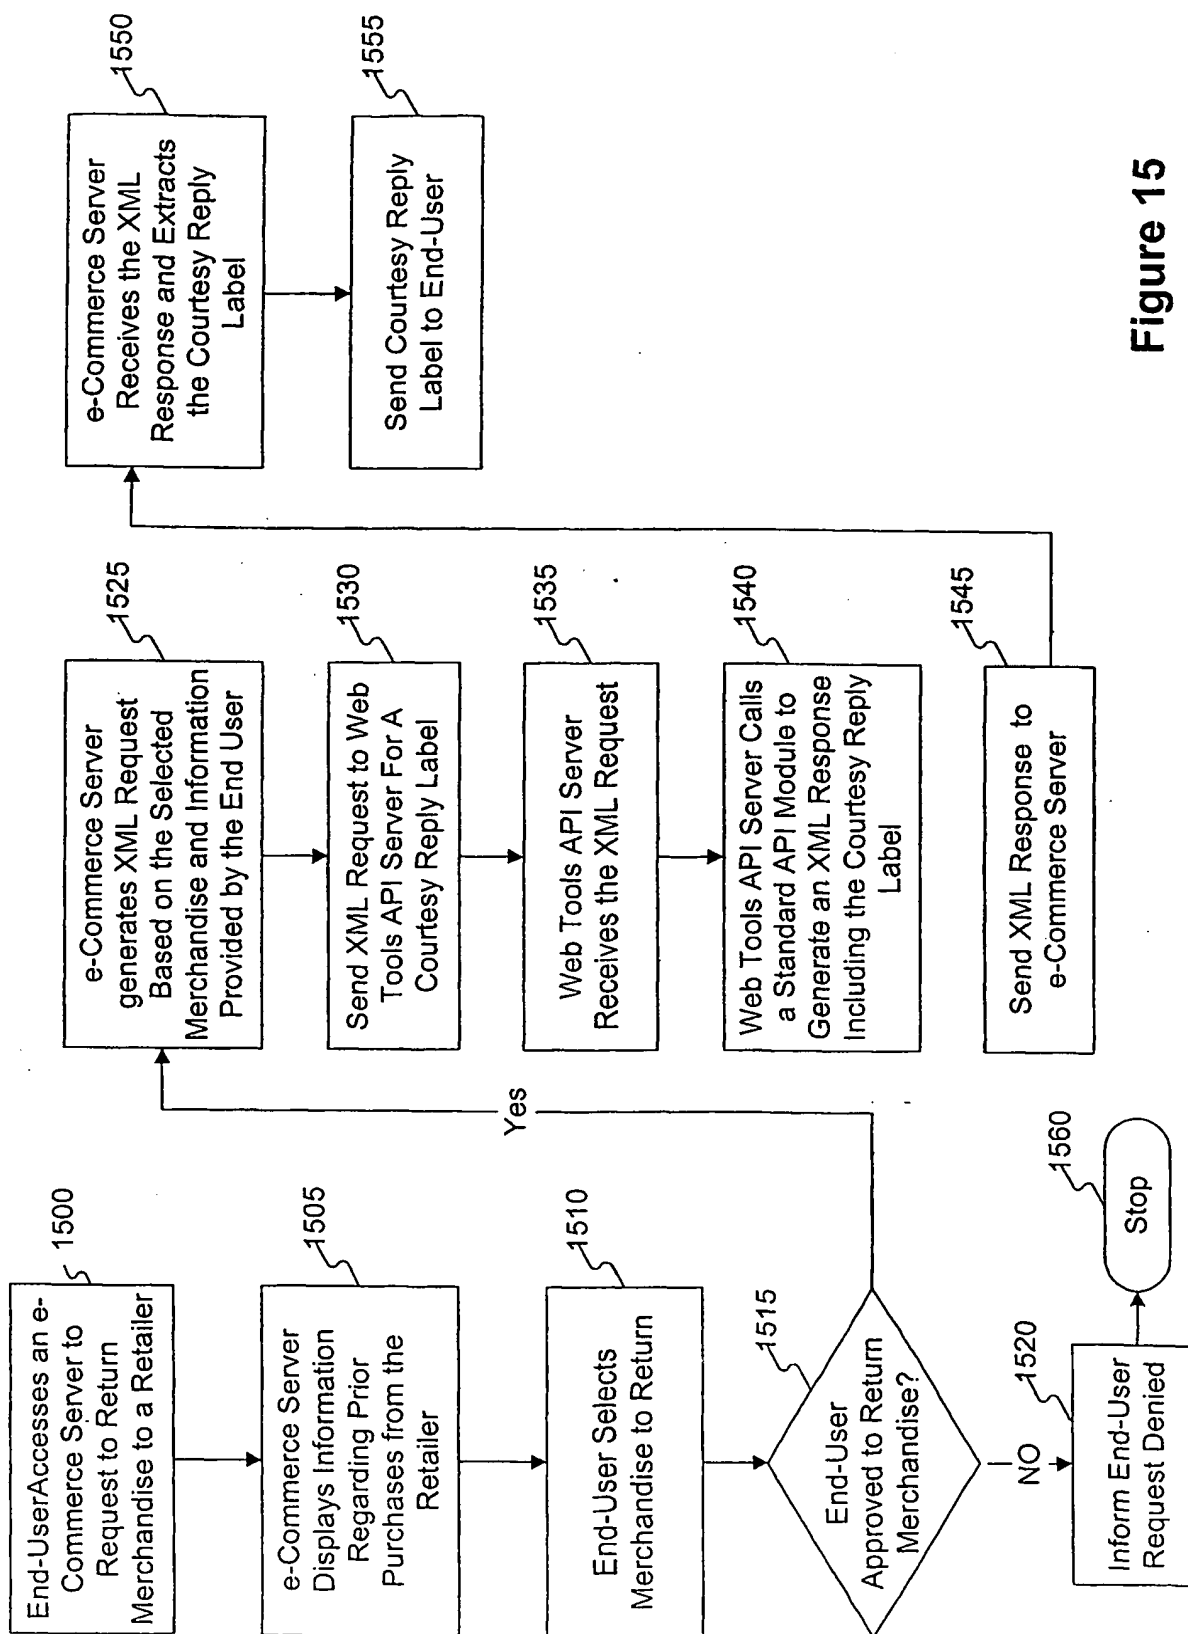 1500
End-UserAccesses an e-
Commerce Server to
Request to Return
Merchandise to a Retailer
1505
e-Commerce Server
Displays Information
Regarding Prior
Purchases from the
Retailer
1510
End-User Selects
Merchandise to Return
1515
End-User
Approved to Return
Merchandise?
Yes
NO
1520
Inform End-User
Request Denied
1560
Stop
1525
e-Commerce Server
generates XML Request
Based on the Selected
Merchandise and Information
Provided by the End User
1530
Send XML Request to Web
Tools API Server For A
Courtesy Reply Label
1535
Web Tools API Server
Receives the XML Request
1540
Web Tools API Server Calls
a Standard API Module to
Generate an XML Response
Including the Courtesy Reply
Label
1545
Send XML Response to
e-Commerce Server
1550
e-Commerce Server
Receives the XML
Response and Extracts
the Courtesy Reply
Label
1555
Send Courtesy Reply
Label to End-User
Figure 15